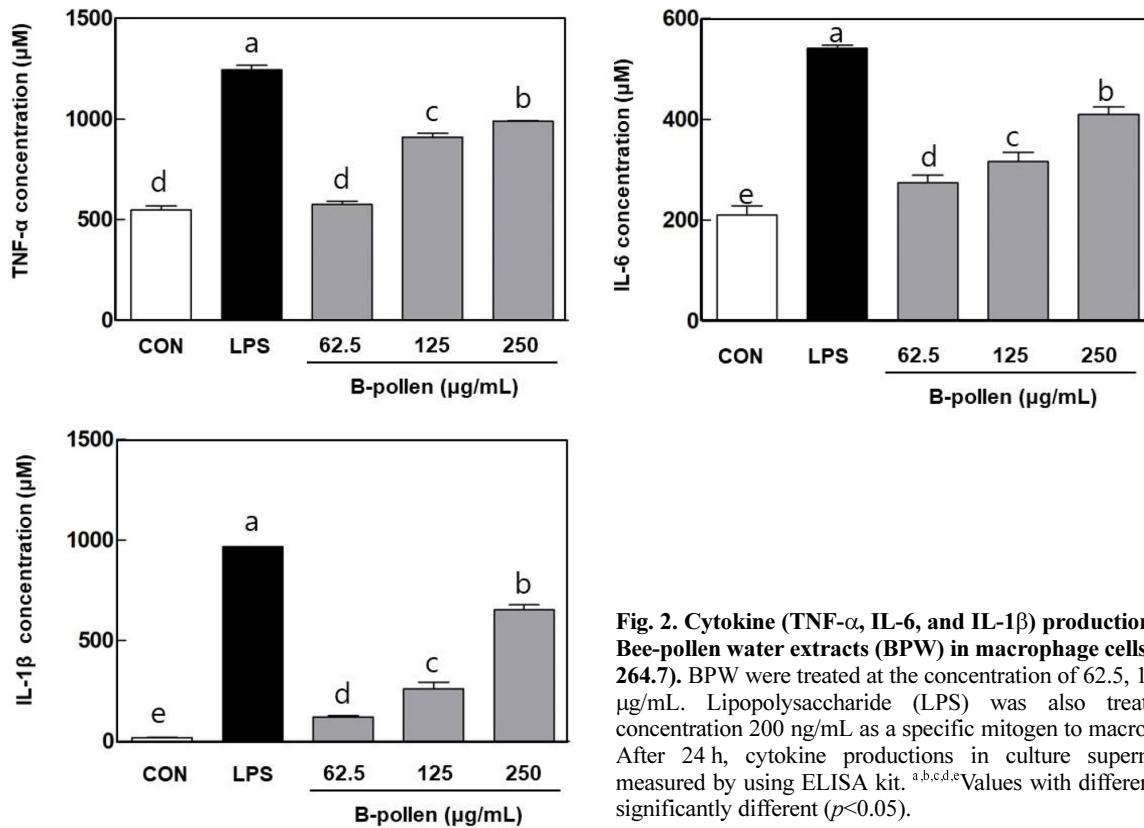 1500
1000
500
0
TNF-α concentration (µM)
d
a
d
c
b
CON LPS 62.5 125 250
B-pollen (µg/mL)
600
400
200
0
IL-6 concentration (µM)
e
a
d
c
b
CON LPS 62.5 125 250
B-pollen (µg/mL)
1500
1000
500
0
IL-1β concentration (µM)
e
a
d
c
b
CON LPS 62.5 125 250
B-pollen (µg/mL)
Fig. 2. Cytokine (TNF-α, IL-6, and IL-1β) production
Bee-pollen water extracts (BPW) in macrophage cells
264.7). BPW were treated at the concentration of 62.5, 1
µg/mL. Lipopolysaccharide (LPS) was also treat
concentration 200 ng/mL as a specific mitogen to macro
After 24 h, cytokine productions in culture supern
measured by using ELISA kit. a,b,c,d,eValues with differen
significantly different (p<0.05).